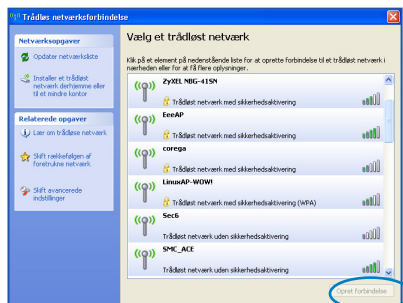 Trådløs netværksforbindelse
Netværksopgaver
Opdater netværksliste
Installer et trådløst
netværk derhjemme eller
til et mindre kontor
Relaterede opgaver
Lær om trådløse netværk
Skift rækkefølgen af
foretrukne netværk
Skift avancerede
indstillinger
Vælg et trådløst netværk
Klik på et element på nedenstående liste for at oprette forbindelse til et trådløst netværk i
nærheden eller for at få flere oplysninger.
ZyXEL NBG-415N
Trådløst netværk med sikkerhedsaktivering
EeeAP
Trådløst netværk med sikkerhedsaktivering
corega
Trådløst netværk med sikkerhedsaktivering
LinuxAP-WOW!
Trådløst netværk med sikkerhedsaktivering (WPA)
Sec6
Trådløst netværk uden sikkerhedsaktivering
SMC_ACE
Trådløst netværk uden sikkerhedsaktivering
Opret forbindelse